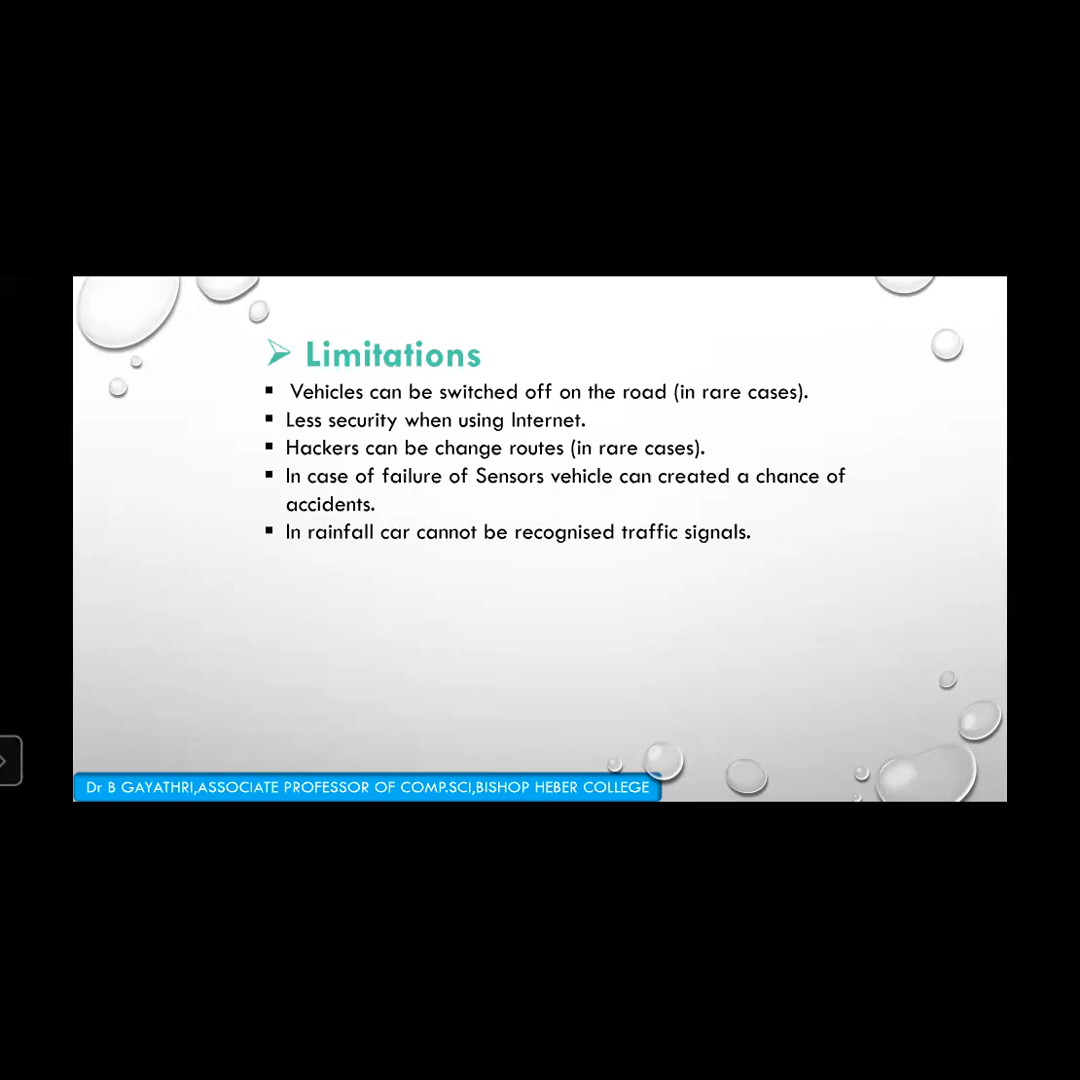 Limitations
Vehicles can be switched off on the road (in rare cases).
Less security when using Internet.
Hackers can be change routes (in rare cases).
In case of failure of Sensors vehicle can created a chance of
accidents.
In rainfall car cannot be recognised traffic signals.
Dr B GAYATHRI,ASSOCIATE PROFESSOR OF COMP.SCI,BISHOP HEBER COLLEGE